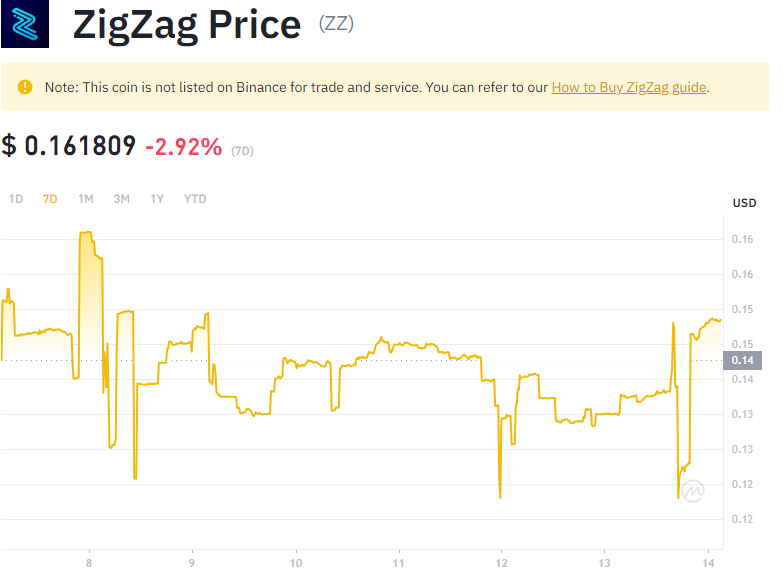 ZigZag Price (ZZ)
Note: This coin is not listed on Binance for trade and service. You can refer to our How to Buy ZigZag guide.
$ 0.161809 -2.92% (7D)
1D 7D 1M 3M 1Y YTD
USD
0.16
0.16
0.15
0.15
0.14
0.14
0.13
0.13
0.12
0.12
8 9 10 11 12 13 14